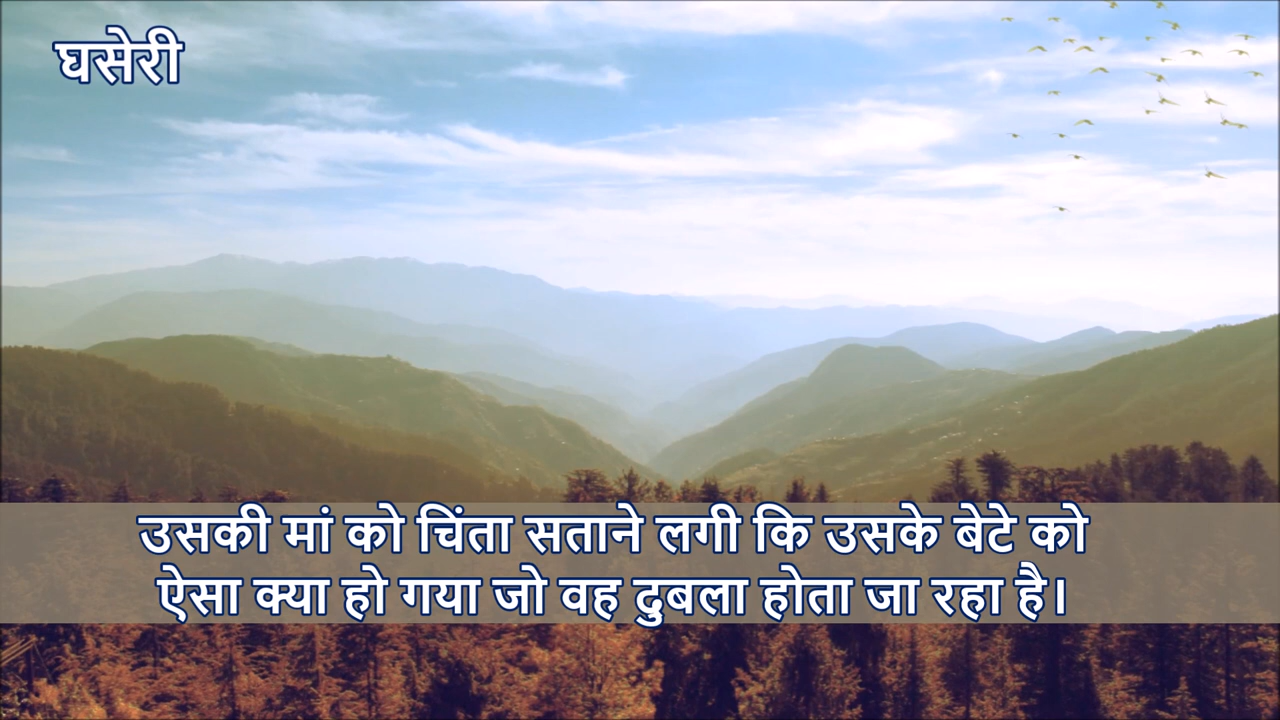 घसेरी
उसकी मां को चिंता सताने लगी कि उसके बेटे को
ऐसा क्या हो गया जो वह दुबला होता जा रहा है।